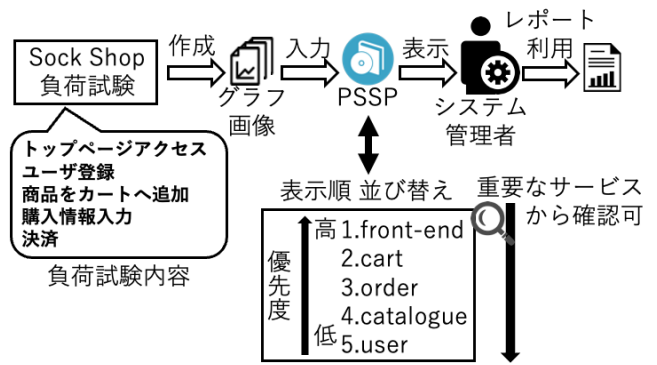 Sock Shop
負荷試験
作成
グラフ
画像
入力
PSSP
表示
システム
管理者
レポート
利用
トップページアクセス
ユーザ登録
商品をカートへ追加
購入情報入力
決済
負荷試験内容
表示順 並び替え
優先度
高
低
1.front-end
2.cart
3.order
4.catalogue
5.user
重要なサービス
から確認可